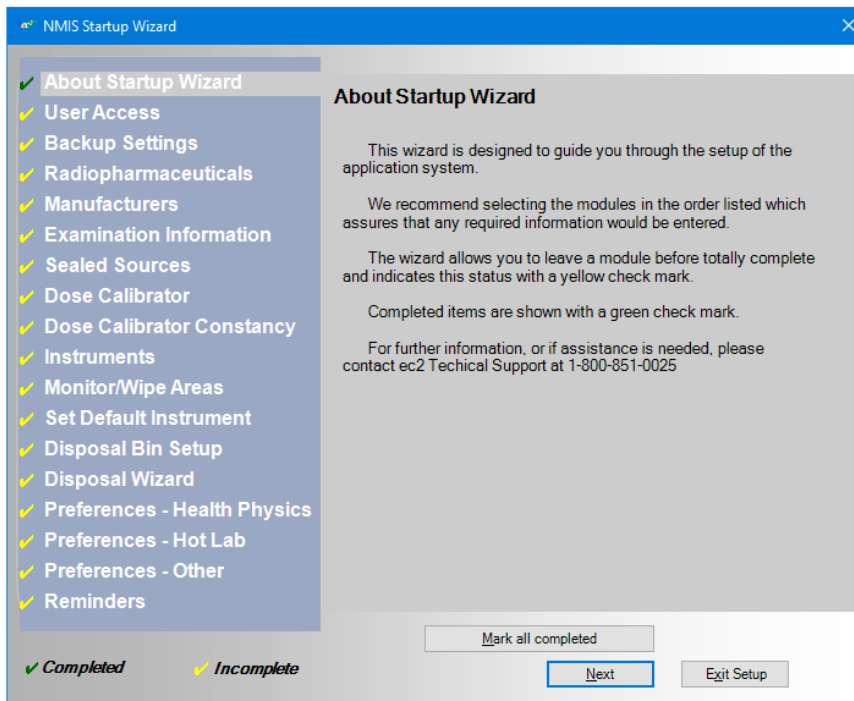 NMIS Startup Wizard
About Startup Wizard
User Access
Backup Settings
Radiopharmaceuticals
Manufacturers
Examination Information
Sealed Sources
Dose Calibrator
Dose Calibrator Constancy
Instruments
Monitor/Wipe Areas
Set Default Instrument
Disposal Bin Setup
Disposal Wizard
Preferences - Health Physics
Preferences - Hot Lab
Preferences - Other
Reminders
Completed
Incomplete
About Startup Wizard
This wizard is designed to guide you through the setup of the
application system.
We recommend selecting the modules in the order listed which
assures that any required information would be entered.
The wizard allows you to leave a module before totally complete
and indicates this status with a yellow check mark.
Completed items are shown with a green check mark.
For further information, or if assistance is needed, please
contact ec2 Techical Support at 1-800-851-0025
Mark all completed
Next
Exit Setup